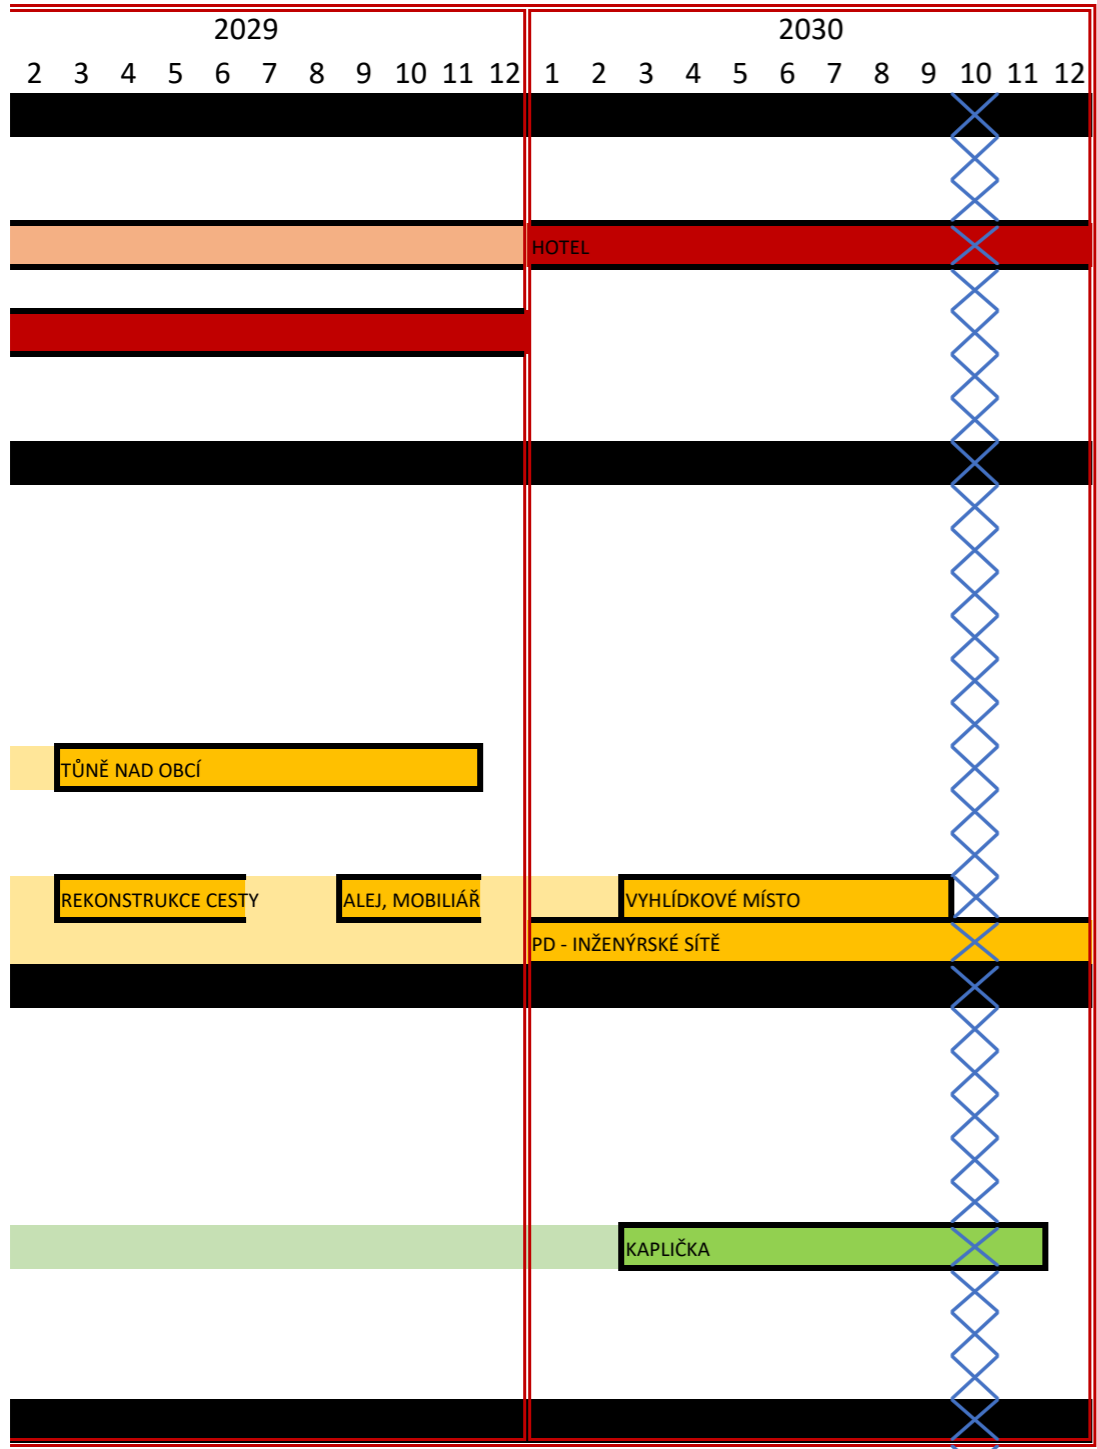 2029 2030
2 3 4 5 6 7 8 9 10 11 12 1 2 3 4 5 6 7 8 9 10 11 12
HOTEL
TŮNĚ NAD OBCÍ
REKONSTRUKCE CESTY ALEJ, MOBILIÁŘ VYHLÍDKOVÉ MÍSTO
PD - INŽENÝRSKÉ SÍTĚ
KAPLIČKA